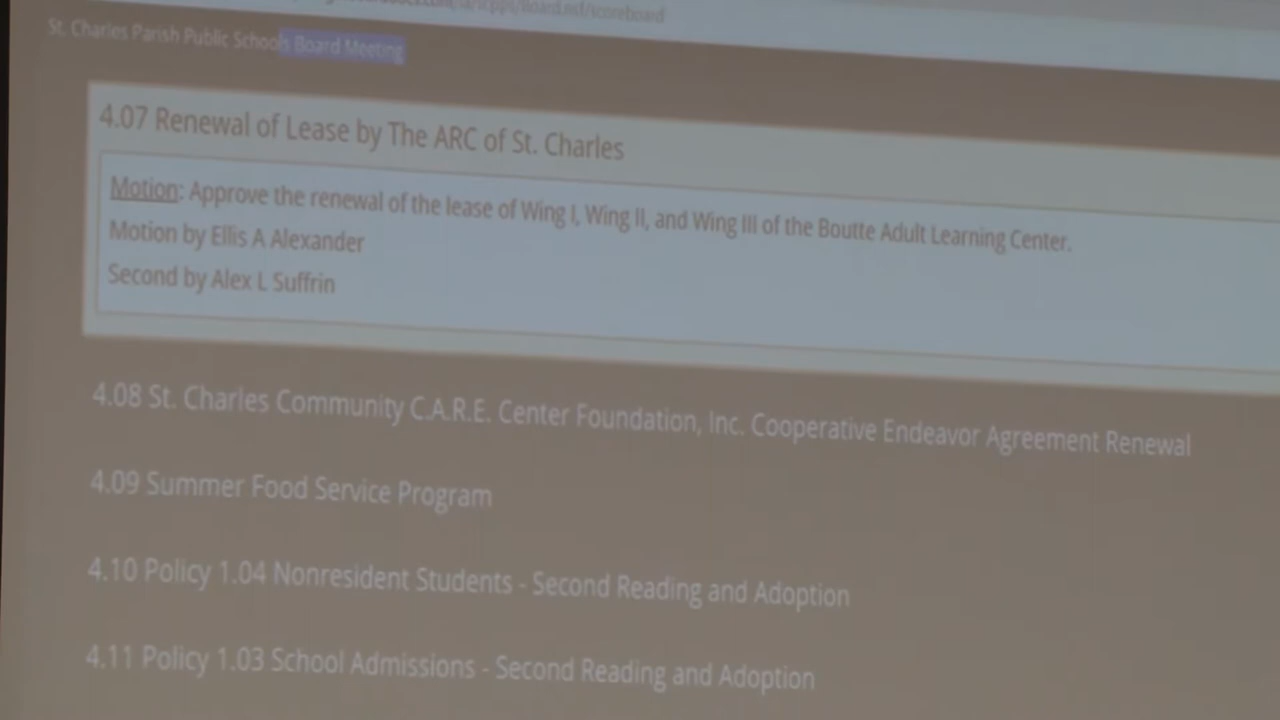 St. Charles Parish Public Schools Board Meeting
4.07 Renewal of Lease by The ARC of St. Charles
Motion: Approve the renewal of the lease of Wing I, Wing II, and Wing III of the Boutte Adult Learning Center.
Motion by Ellis A Alexander
Second by Alex L Suffrin
4.08 St. Charles Community C.A.R.E. Center Foundation, Inc. Cooperative Endeavor Agreement Renewal
4.09 Summer Food Service Program
4.10 Policy 1.04 Nonresident Students - Second Reading and Adoption
4.11 Policy 1.03 School Admissions - Second Reading and Adoption